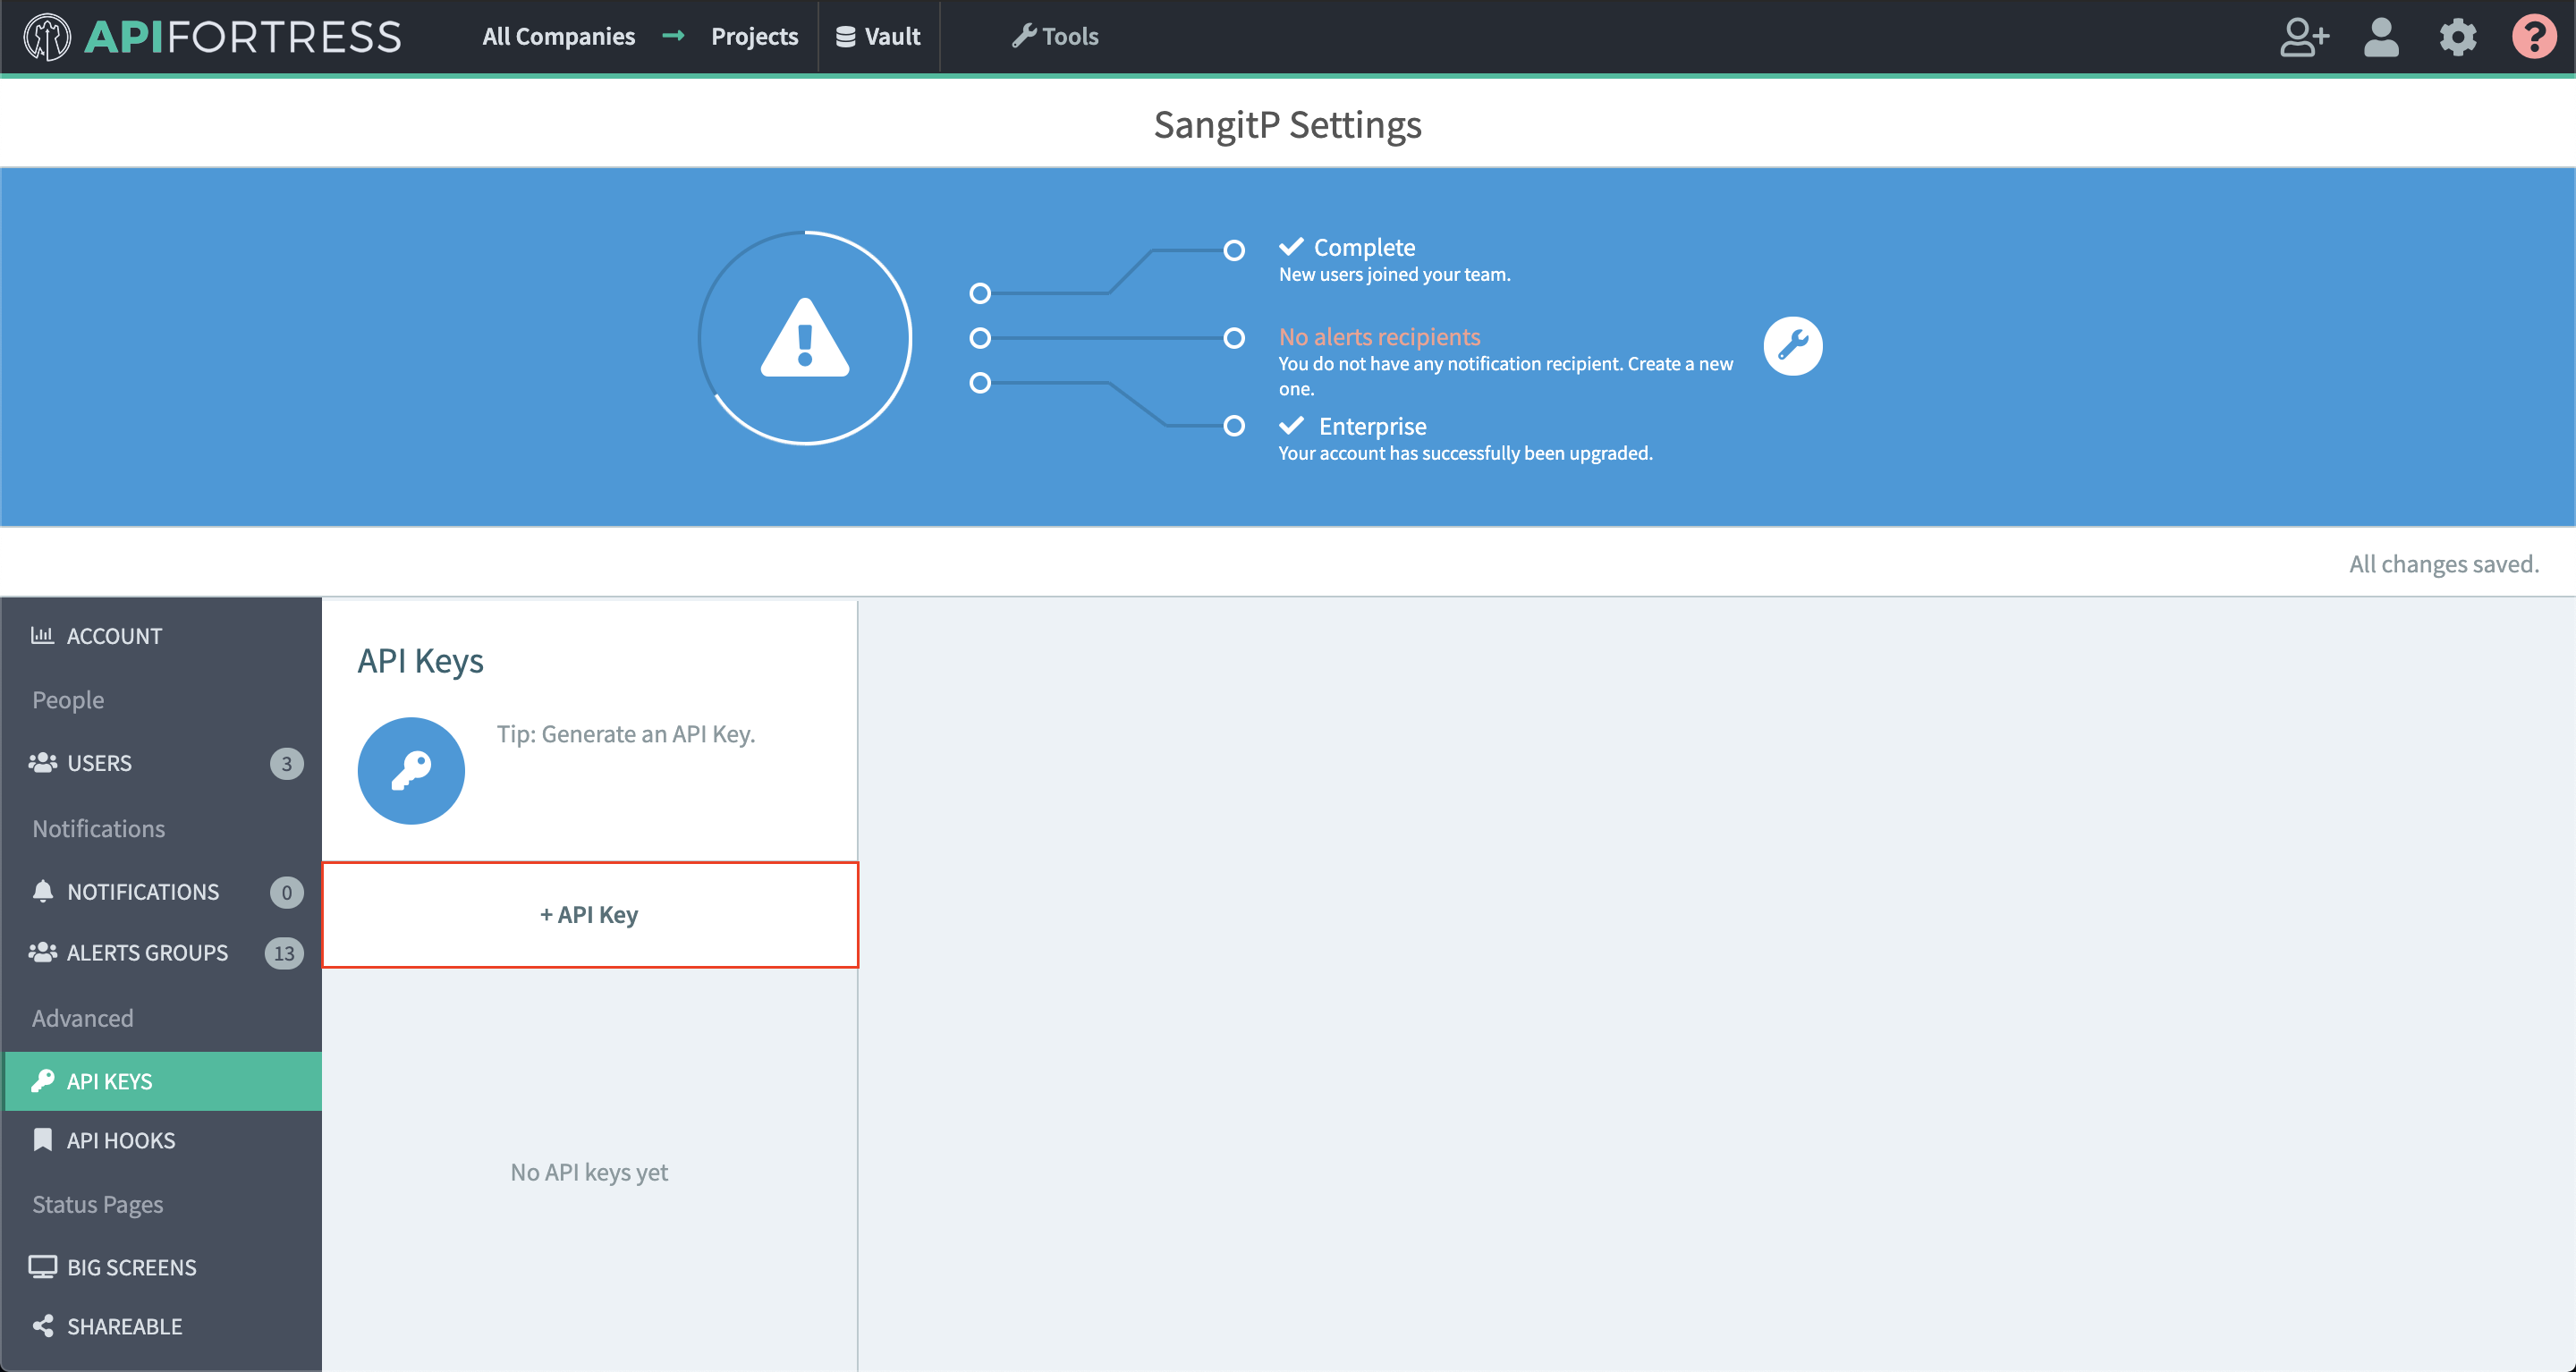 APIFORTRESS
All Companies → Projects
Vault
Tools
?
SangitP Settings
Complete
New users joined your team.
No alerts recipients
You do not have any notification recipient. Create a new
one.
Enterprise
Your account has successfully been upgraded.
All changes saved.
ACCOUNT
People
USERS 3
Notifications
NOTIFICATIONS 0
ALERTS GROUPS 13
Advanced
API KEYS
API HOOKS
Status Pages
BIG SCREENS
SHAREABLE
API Keys
Tip: Generate an API Key.
+ API Key
No API keys yet